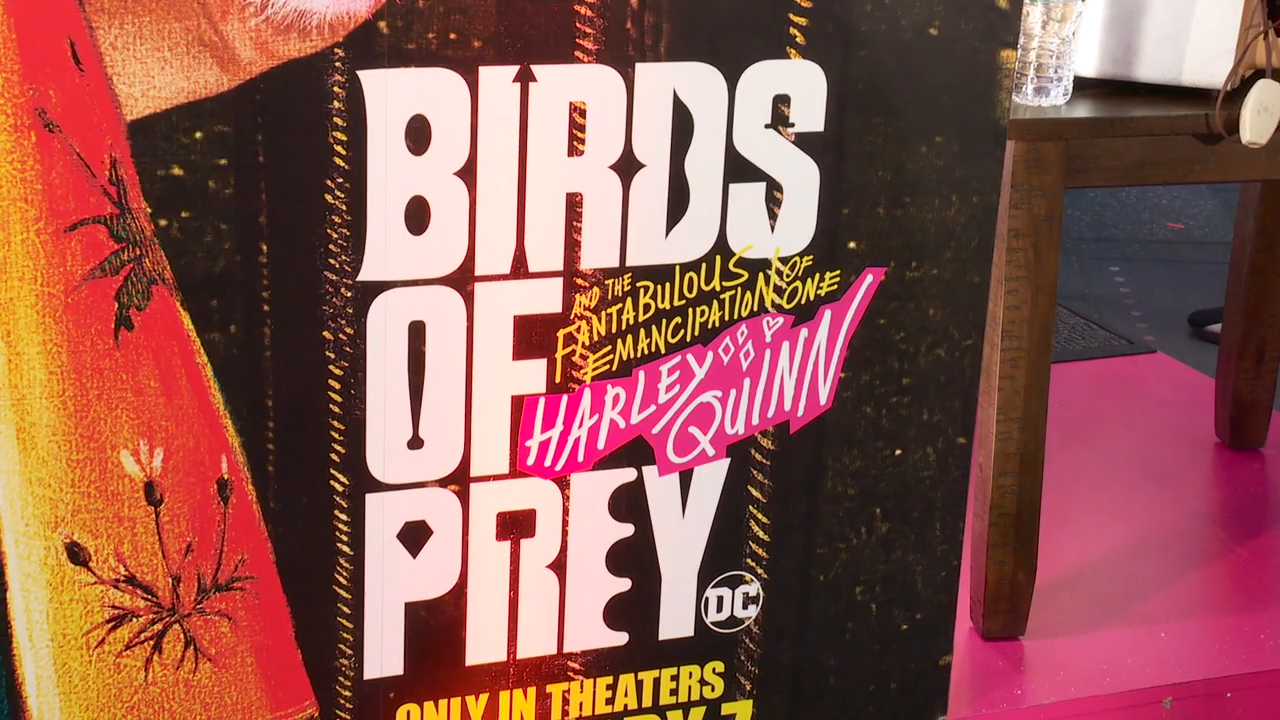 BIRDS
AND THE
FANTABULOUS
EMANCIPATION OF
ONE
OF
HARLEY
QUINN
PREY
DC
ONLY IN THEATERS